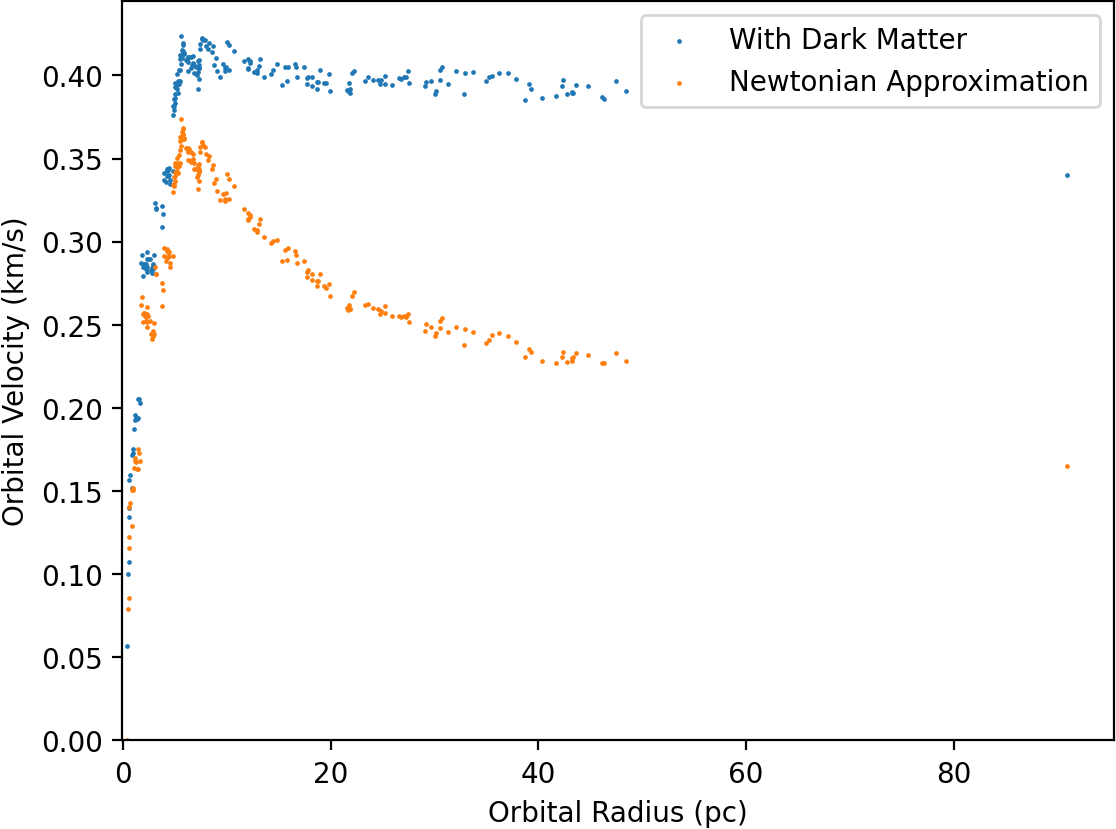 With Dark Matter
Newtonian Approximation
Orbital Velocity (km/s)
0.40
0.35
0.30
0.25
0.20
0.15
0.10
0.05
0.00
0 20 40 60 80
Orbital Radius (pc)